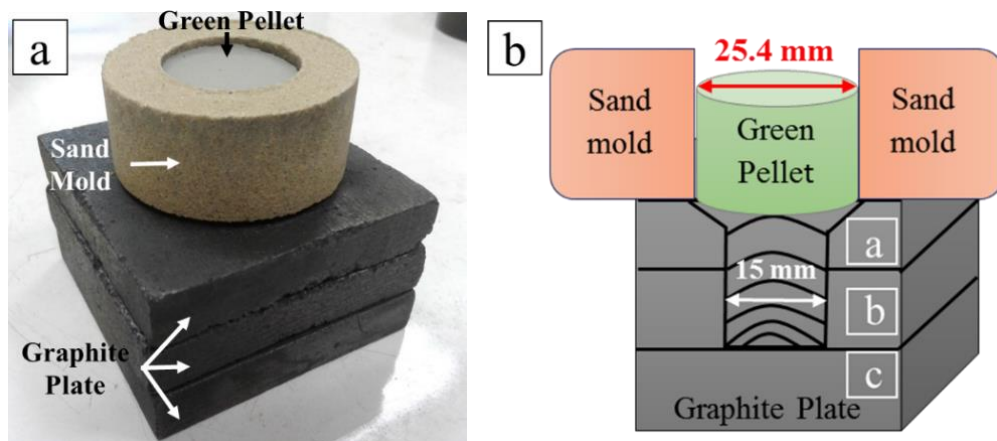 a
Green Pellet
Sand
Mold
Graphite
Plate
b
25.4 mm
Sand
mold
Green
Pellet
Sand
mold
a
15 mm
b
c
Graphite Plate